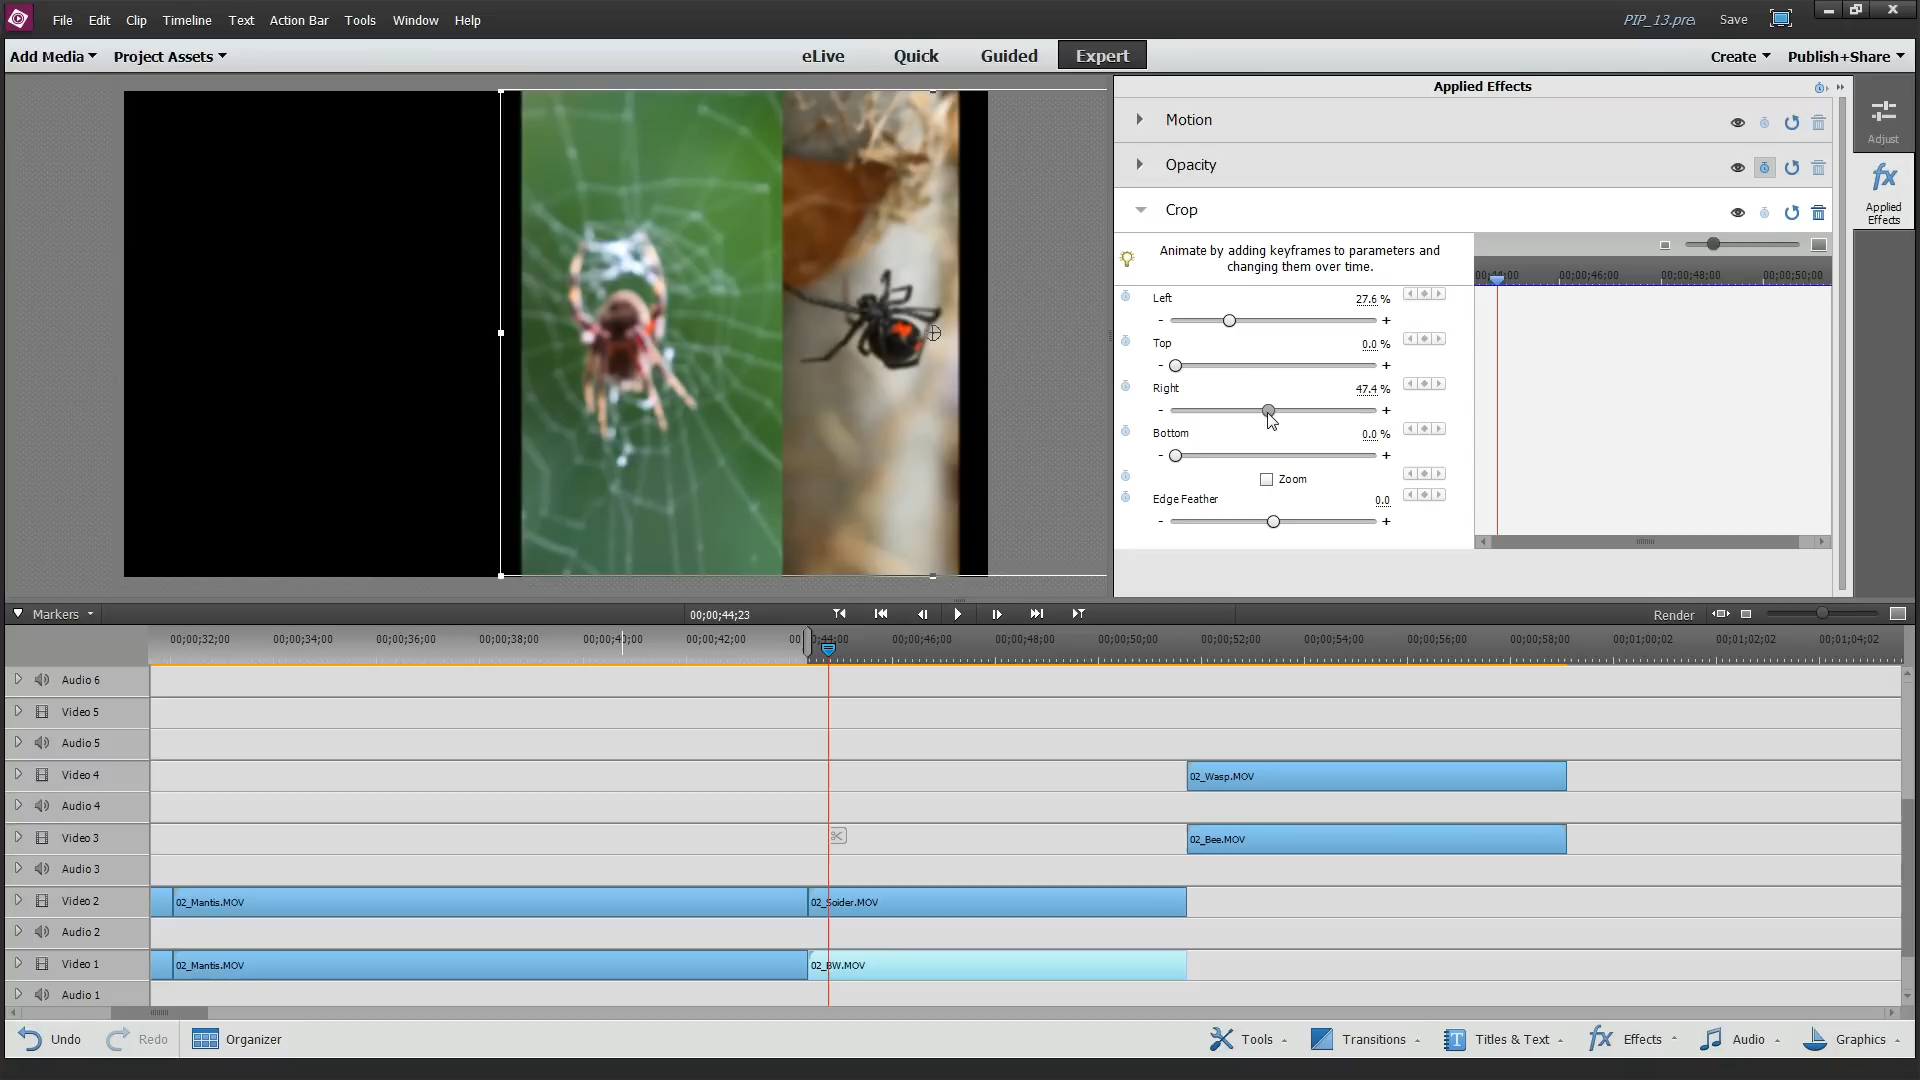 File Edit Clip Timeline Text Action Bar Tools Window Help PIP_13.prel Save
Add Media Project Assets eLive Quick Guided Expert Create Publish+Share
Applied Effects
Motion
Opacity
Crop
Animate by adding keyframes to parameters and
changing them over time.
00;00;46;00 00;00;48;00 00;00;50;00
Left 27.6 %
- +
Top 0.0 %
- +
Right 47.4 %
- +
Bottom 0.0 %
- +
Zoom
Edge Feather 0.0
- +
Adjust
fx
Applied
Effects
Markers 00;00;44;23 Render
00;00;32;00 00;00;34;00 00;00;36;00 00;00;38;00 00;00;40;00 00;00;42;00 00;00;46;00 00;00;48;00 00;00;50;00 00;00;52;00 00;00;54;00 00;00;56;00 00;00;58;00 00;01;00;02 00;01;02;02 00;01;04;02
Audio 6
Video 5
Audio 5
Video 4 02_Wasp.MOV
Audio 4
Video 3 02_Bee.MOV
Audio 3
Video 2 02_Mantis.MOV 02_Spider.MOV
Audio 2
Video 1 02_Mantis.MOV 02_BW.MOV
Audio 1
Undo Redo Organizer Tools Transitions T Titles & Text fx Effects Audio Graphics